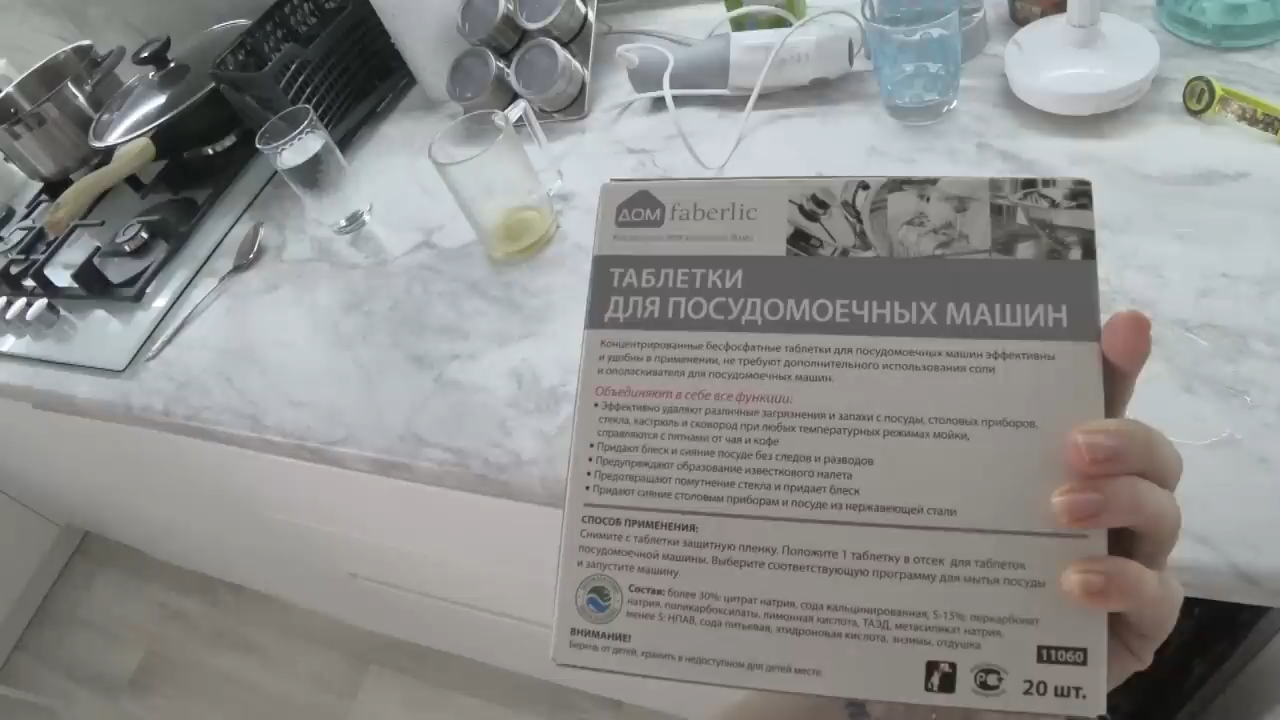 ДОМ faberlic
ТАБЛЕТКИ
ДЛЯ ПОСУДОМОЕЧНЫХ МАШИН
Концентрированные бесфосфатные таблетки для посудомоечных машин эффективны
и удобны в применении, не требуют дополнительного использования соли
и ополаскивателя для посудомоечных машин.
Объединяют в себе все функции:
• Эффективно удаляют различные загрязнения и запахи с посуды, столовых приборов,
стекла, кастрюль и сковород при любых температурных режимах мойки,
справляются с пятнами от чая и кофе
• Придают блеск и сияние посуде без следов и разводов
• Предупреждают образование известкового налета
• Предотвращают помутнение стекла и придает блеск
• Придают сияние столовым приборам и посуде из нержавеющей стали
СПОСОБ ПРИМЕНЕНИЯ:
Снимите с таблетки защитную пленку. Положите 1 таблетку в отсек для таблеток
посудомоечной машины. Выберите соответствующую программу для мытья посуды
и запустите машину.
Состав: более 30%: цитрат натрия, сода кальцинированная, 5-15%: перкарбонат
натрия, поликарбоксилаты, лимонная кислота, ТАЭД, метасиликат натрия,
менее 5: НПАВ, сода питьевая, этидроновая кислота, энзимы, отдушка
ВНИМАНИЕ!
Беречь от детей, хранить в недоступном для детей месте.
11060
РСТ
20 шт.